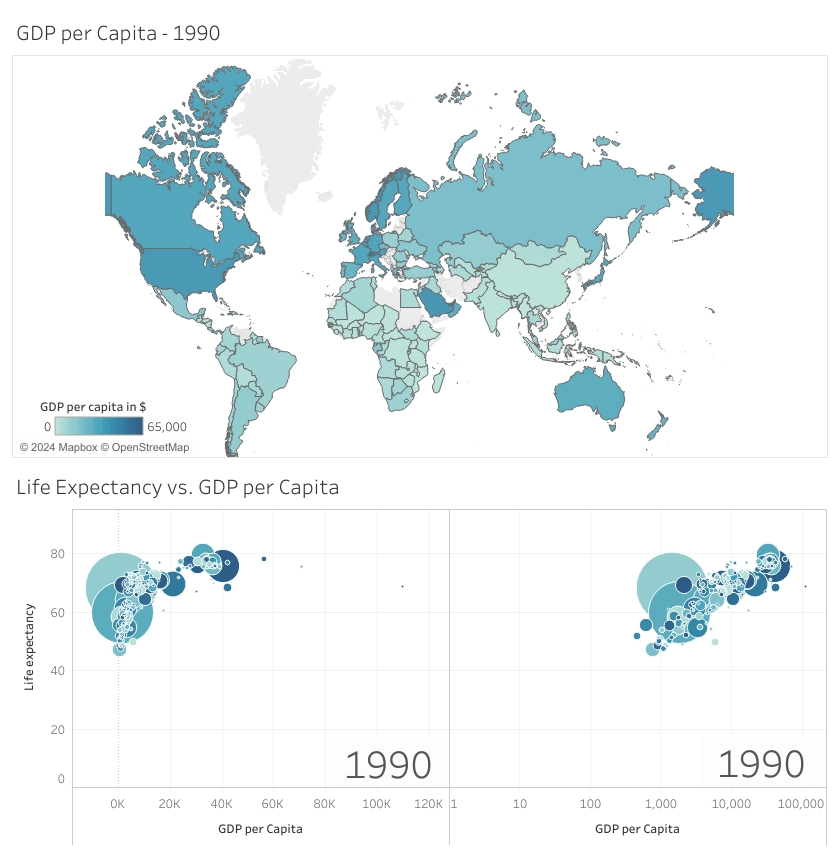 GDP per Capita - 1990
GDP per capita in $
0 65,000
© 2024 Mapbox © OpenStreetMap
Life Expectancy vs. GDP per Capita
Life expectancy
80
60
40
20
0
1990 1990
0K 20K 40K 60K 80K 100K 120K 1 10 100 1,000 10,000 100,000
GDP per Capita GDP per Capita